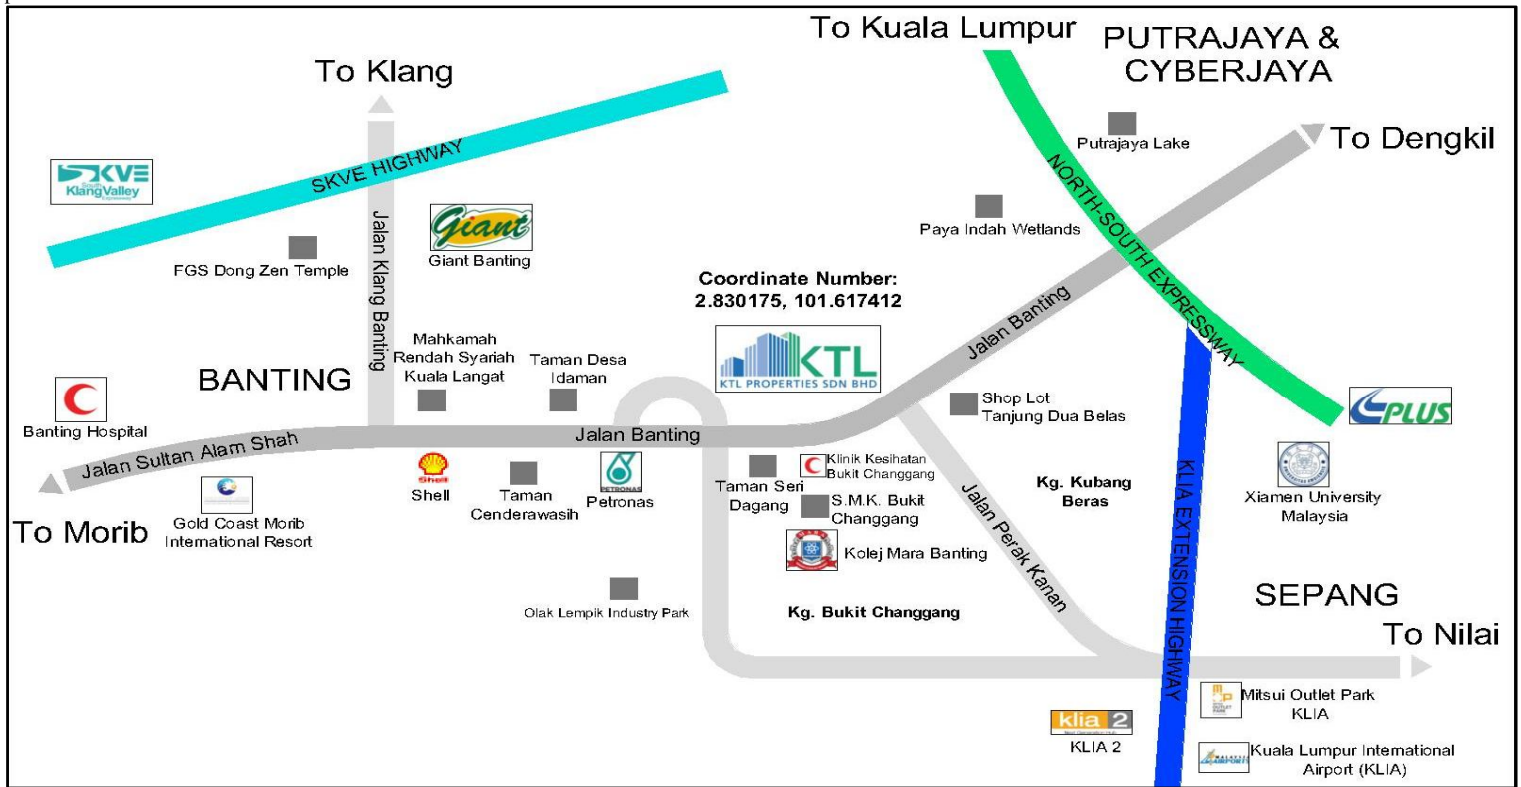 To Kuala Lumpur
PUTRAJAYA &
CYBERJAYA
To Klang
To Dengkil
Putrajaya Lake
SKVE HIGHWAY
SKVE
South
KlangValley
Expressway
NORTH-SOUTH EXPRESSWAY
Jalan Klang Banting
Giant
Giant Banting
FGS Dong Zen Temple
Paya Indah Wetlands
Coordinate Number:
2.830175, 101.617412
KTL
KTL PROPERTIES SDN BHD
Jalan Banting
Mahkamah
Rendah Syariah
Kuala Langat
Taman Desa
Idaman
BANTING
Banting Hospital
Shop Lot
Tanjung Dua Belas
PLUS
Jalan Sultan Alam Shah
Jalan Banting
Shell
Shell
Taman
Cenderawasih
PETRONAS
Petronas
Taman Seri
Dagang
Klinik Kesihatan
Bukit Changgang
S.M.K. Bukit
Changgang
Kolej Mara Banting
Jalan Perak Kanan
Kg. Kubang
Beras
KLIA EXTENSION HIGHWAY
Xiamen University
Malaysia
To Morib
Gold Coast Morib
International Resort
Olak Lempik Industry Park
Kg. Bukit Changgang
SEPANG
To Nilai
Mitsui Outlet Park
KLIA
klia 2
KLIA 2
Kuala Lumpur International
Airport (KLIA)